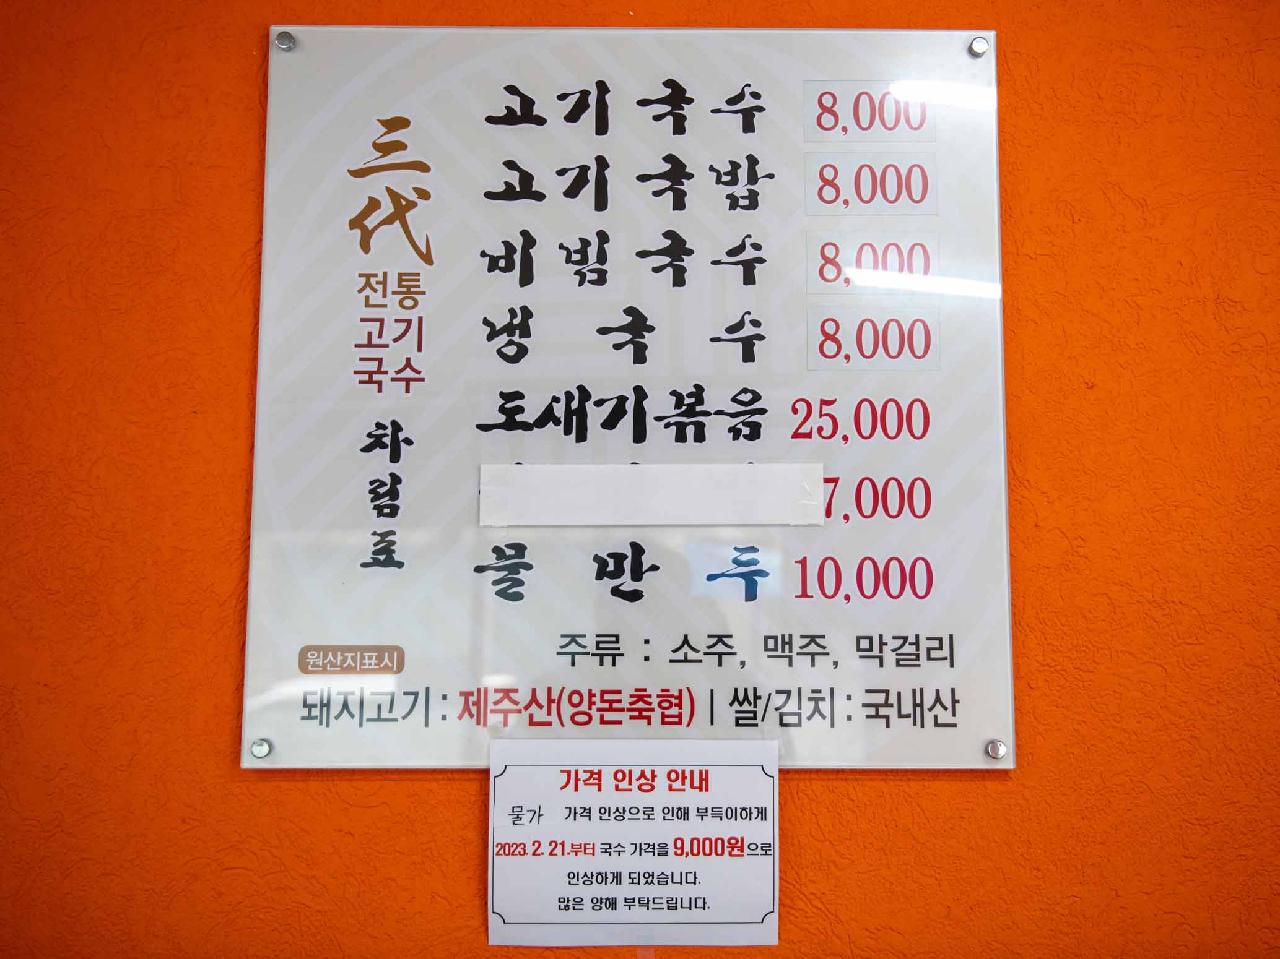 三代
전통
고기
국수
차림표
고기국수 8,000
고기국밥 8,000
비빔국수 8,000
냉국수 8,000
도새기볶음 25,000
7,000
물만두 10,000
주류 : 소주, 맥주, 막걸리
원산지표시
돼지고기 : 제주산(양돈축협) | 쌀/김치 : 국내산
가격 인상 안내
물가 가격 인상으로 인해 부득이하게
2023. 2. 21.부터 국수 가격을 9,000원으로
인상하게 되었습니다.
많은 양해 부탁드립니다.